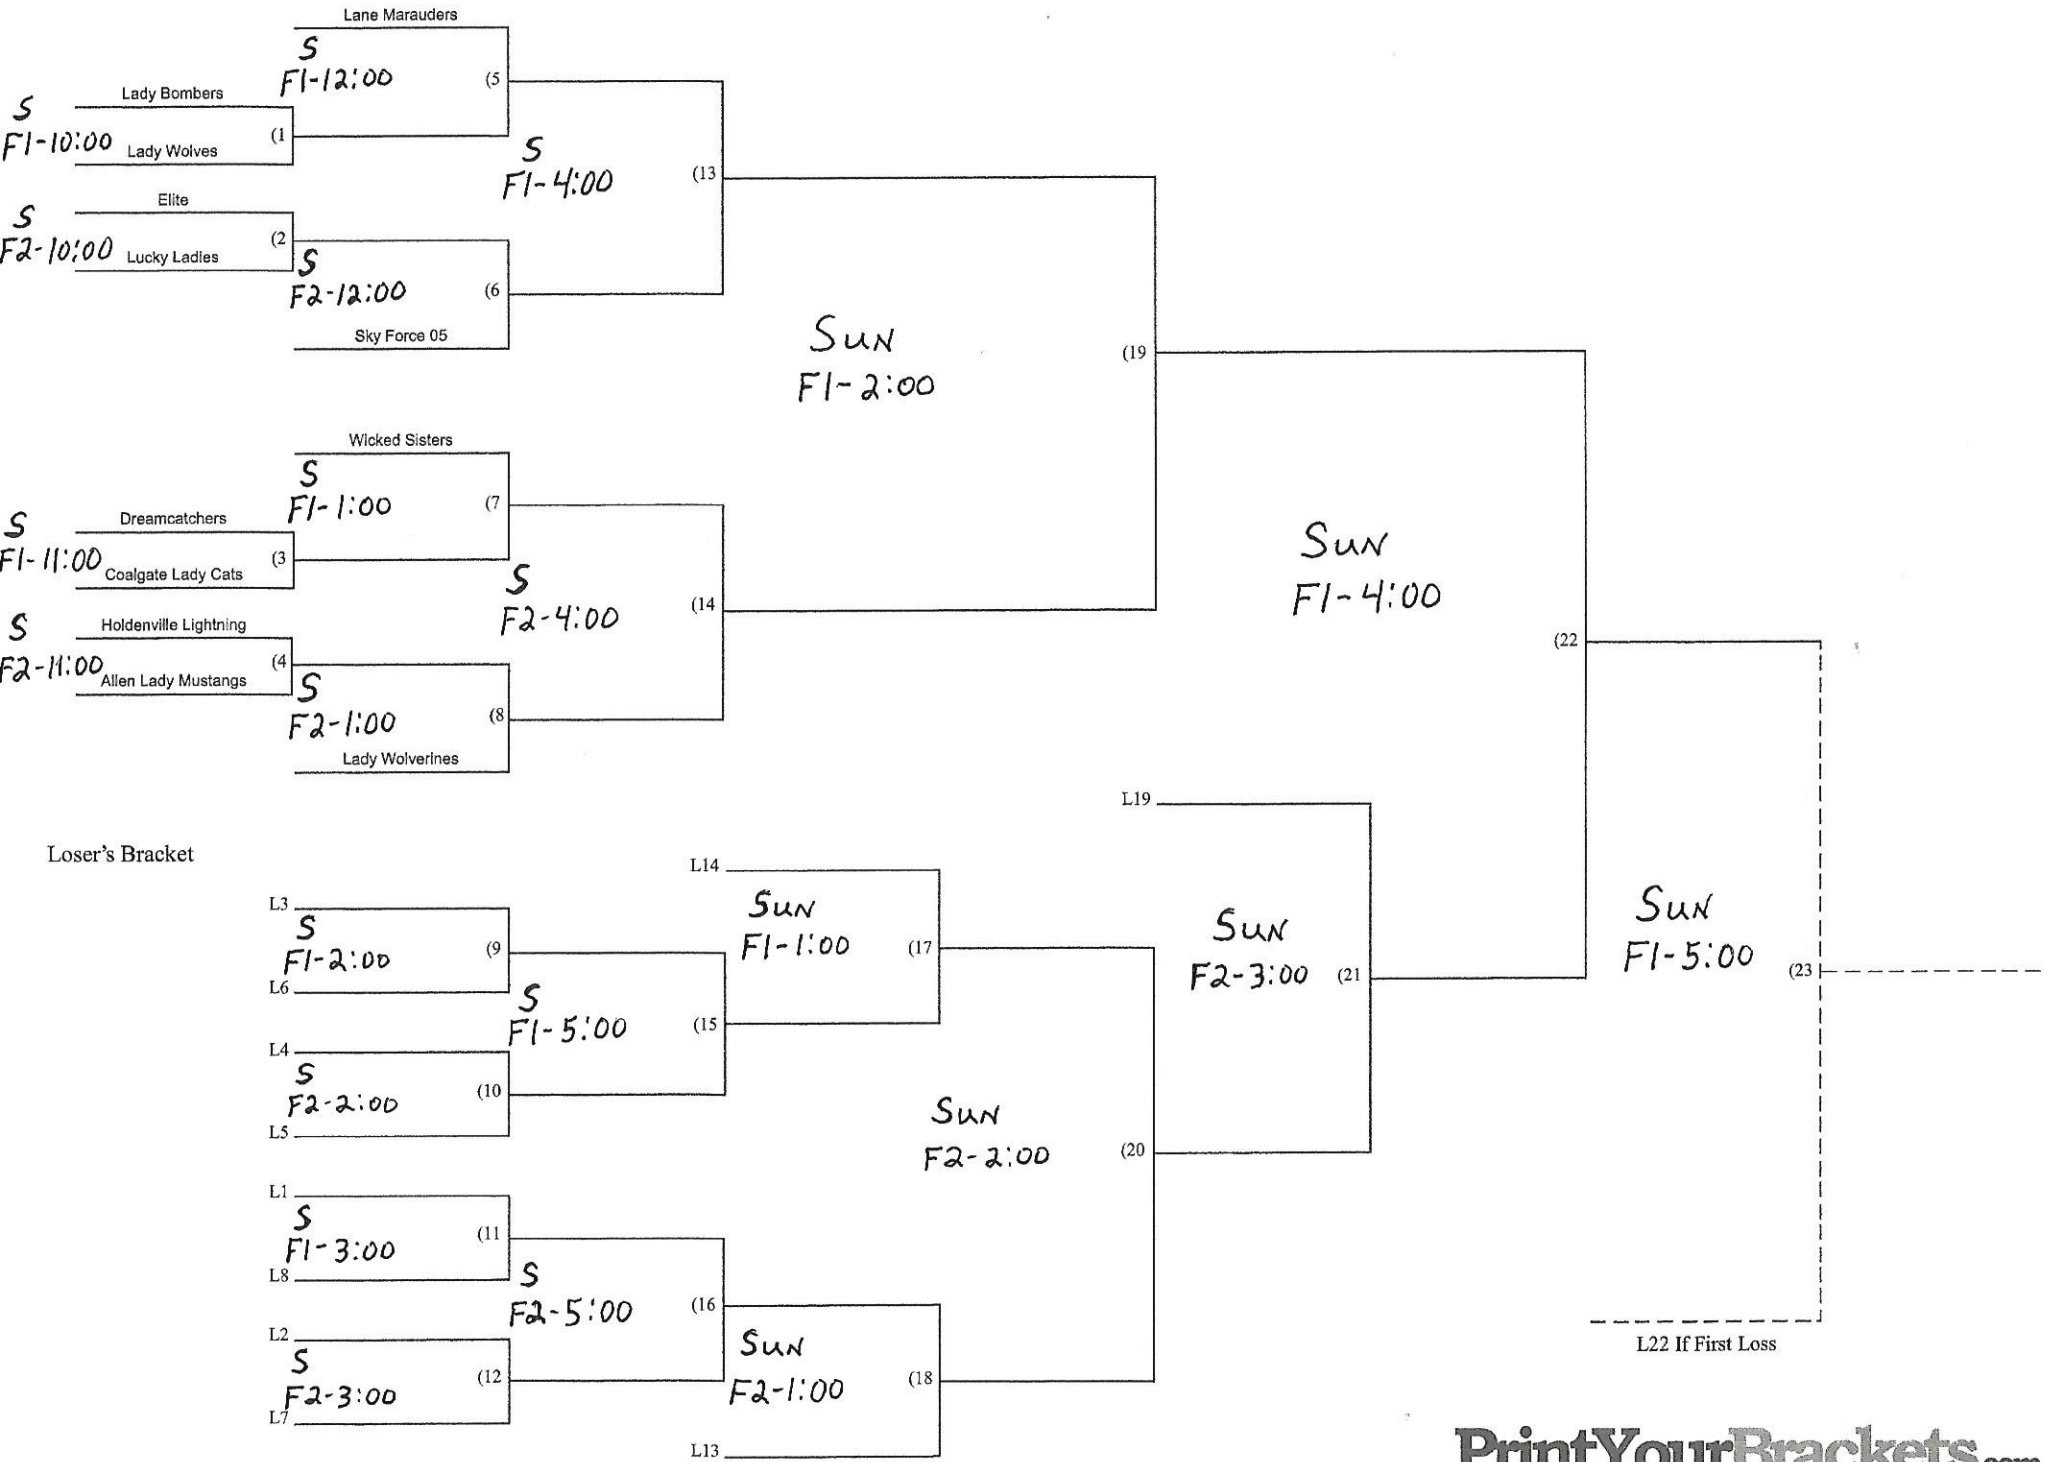 Lane Marauders
S
F1-12:00
(5
Lady Bombers
S
F1-10:00
(1
Lady Wolves
S
F1-4:00
(13
Elite
S
F2-10:00
(2
Lucky Ladies
S
F2-12:00
(6
Sky Force 05
Sun
F1-2:00
(19
Wicked Sisters
S
F1-1:00
(7
Dreamcatchers
S
F1-11:00
(3
Coalgate Lady Cats
S
F2-4:00
(14
Holdenville Lightning
S
F2-11:00
(4
Allen Lady Mustangs
S
F2-1:00
(8
Lady Wolverines
Sun
F1-4:00
(22
Loser's Bracket
L3
S
F1-2:00
(9
L6
S
F1-5:00
(15
L4
S
F2-2:00
(10
L5
L14
Sun
F1-1:00
(17
L19
Sun
F2-3:00
(21
Sun
F1-5:00
(23
Sun
F2-2:00
(20
L1
S
F1-3:00
(11
L8
S
F2-5:00
(16
L2
S
F2-3:00
(12
L7
Sun
F2-1:00
(18
L13
L22 If First Loss
PrintYourBrackets.com